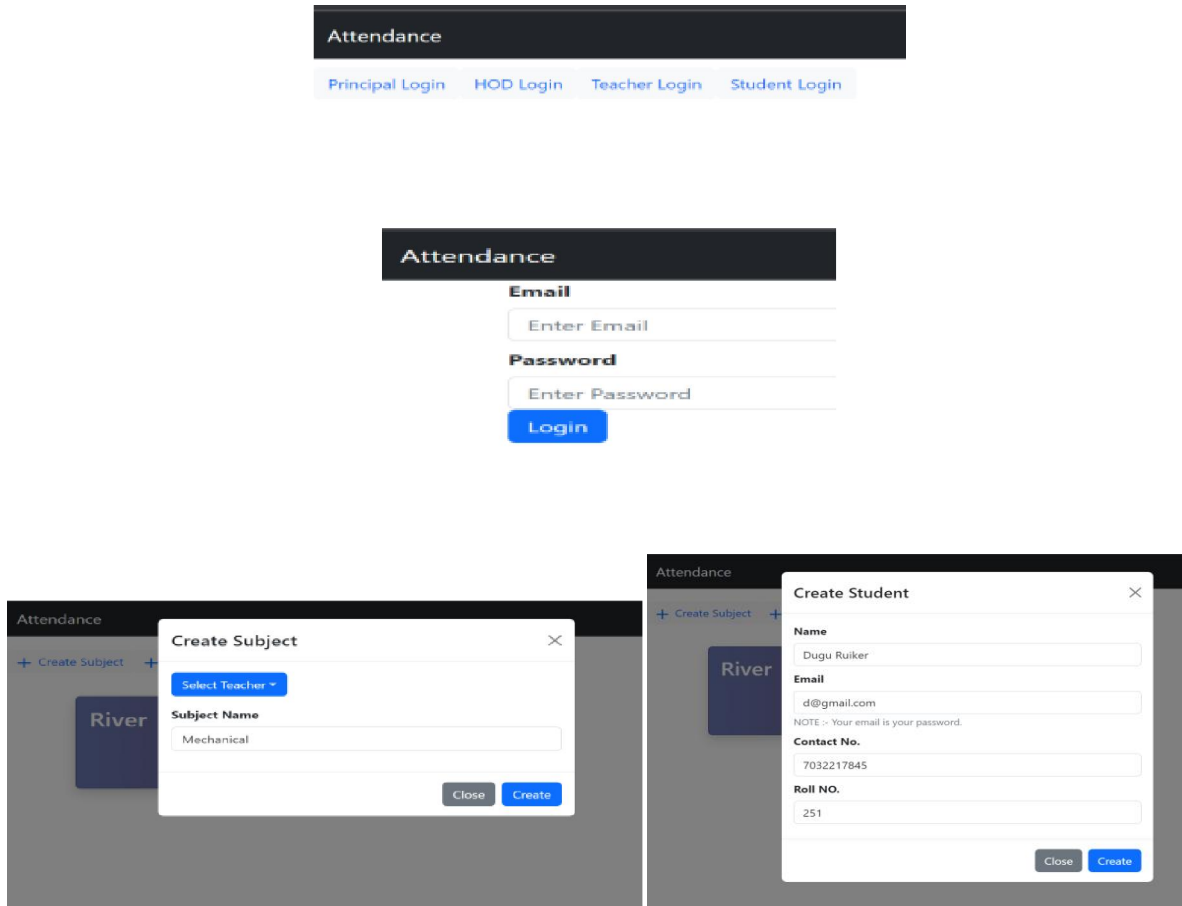 Attendance
Principal Login HOD Login Teacher Login Student Login
Attendance
Email
Enter Email
Password
Enter Password
Login
Attendance
+ Create Subject +
River
Create Subject
Select Teacher
Subject Name
Mechanical
Close Create
Attendance
+ Create Subject +
River
Create Student
Name
Dugu Ruiker
Email
d@gmail.com
NOTE :- Your email is your password.
Contact No.
7032217845
Roll NO.
251
Close Create